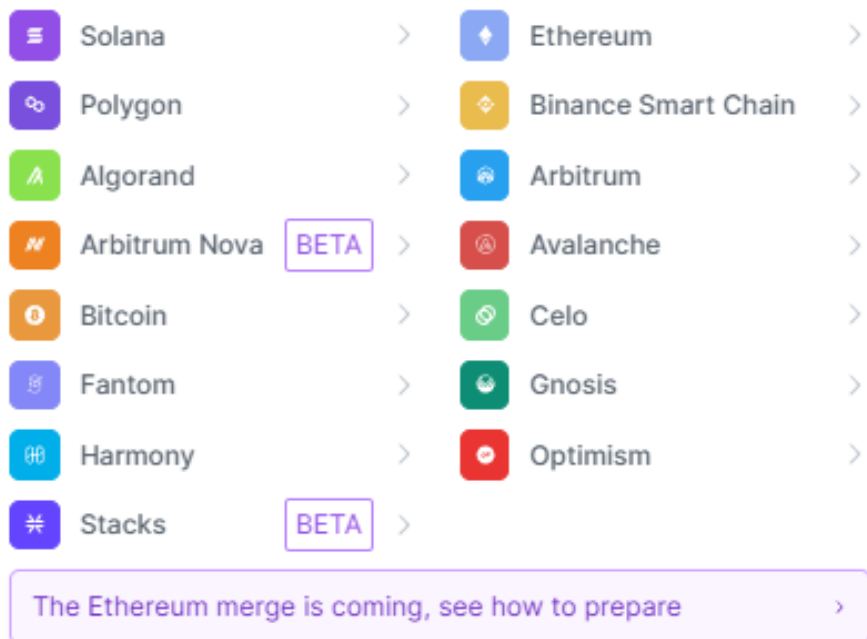 Solana
Ethereum
Polygon
Binance Smart Chain
Algorand
Arbitrum
Arbitrum Nova BETA
Avalanche
Bitcoin
Celo
Fantom
Gnosis
Harmony
Optimism
Stacks BETA
The Ethereum merge is coming, see how to prepare